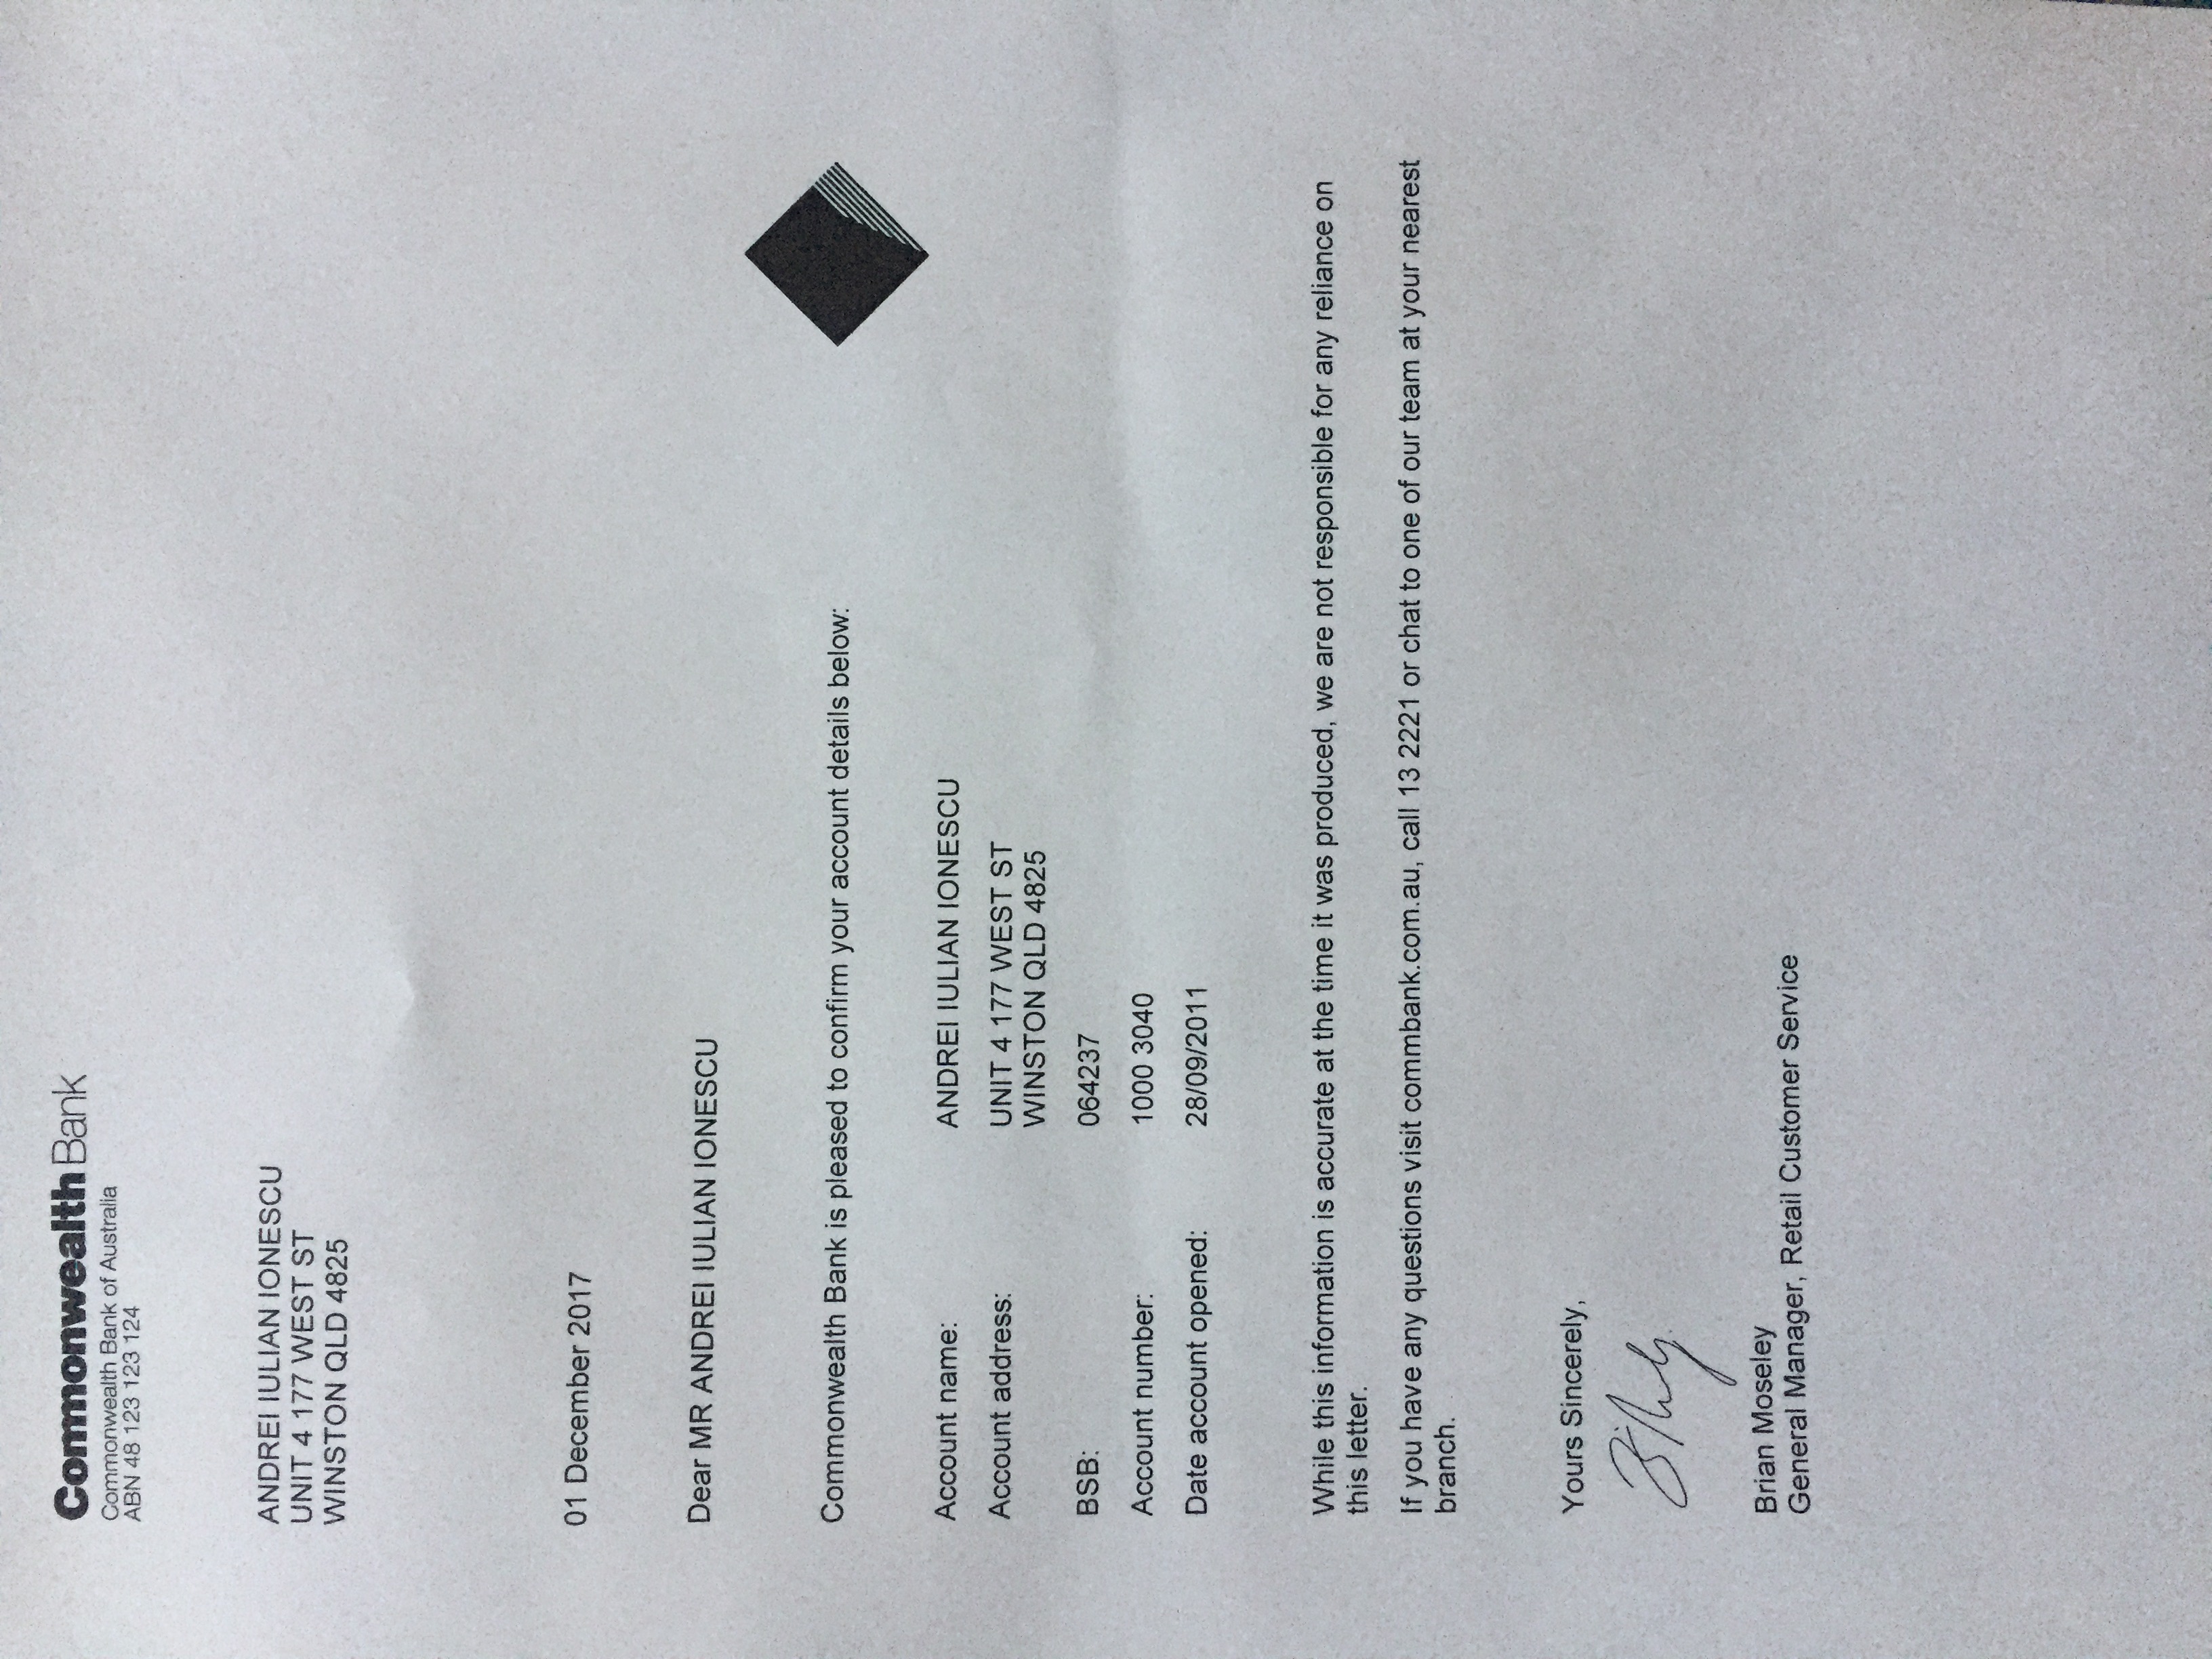 Commonwealth Bank
Commonwealth Bank of Australia
ABN 48 123 123 124
ANDREI IULIAN IONESCU
UNIT 4 177 WEST ST
WINSTON QLD 4825
01 December 2017
Dear MR ANDREI IULIAN IONESCU
Commonwealth Bank is pleased to confirm your account details below:
Account name: ANDREI IULIAN IONESCU
Account address: UNIT 4 177 WEST ST
WINSTON QLD 4825
BSB: 064237
Account number: 1000 3040
Date account opened: 28/09/2011
While this information is accurate at the time it was produced, we are not responsible for any reliance on
this letter.
If you have any questions visit commbank.com.au, call 13 2221 or chat to one of our team at your nearest
branch.
Yours Sincerely,
Brian Moseley
General Manager, Retail Customer Service